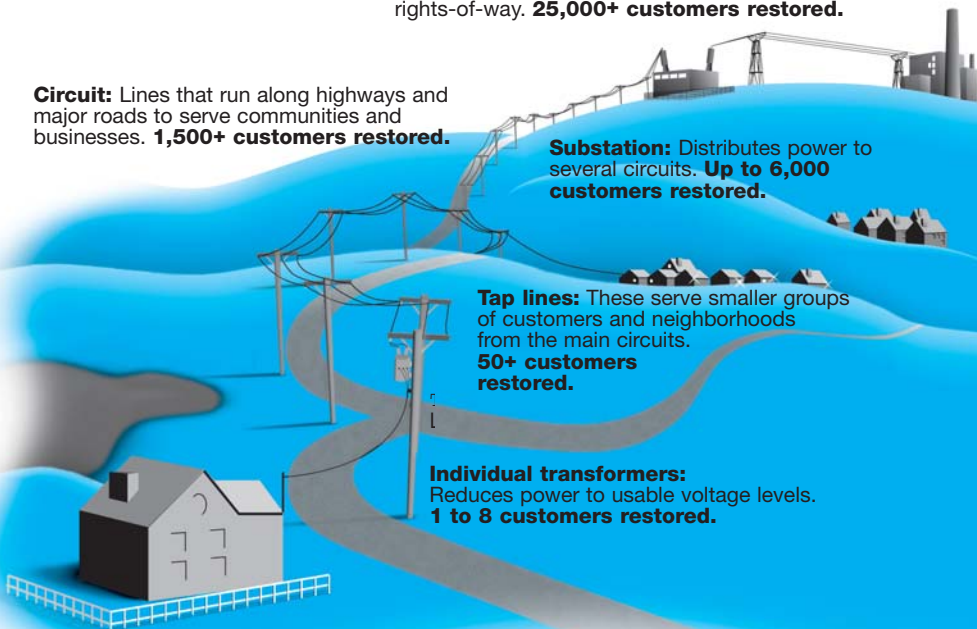 rights-of-way. 25,000+ customers restored.
Circuit: Lines that run along highways and
major roads to serve communities and
businesses. 1,500+ customers restored.
Substation: Distributes power to
several circuits. Up to 6,000
customers restored.
Tap lines: These serve smaller groups
of customers and neighborhoods
from the main circuits.
50+ customers
restored.
Individual transformers:
Reduces power to usable voltage levels.
1 to 8 customers restored.